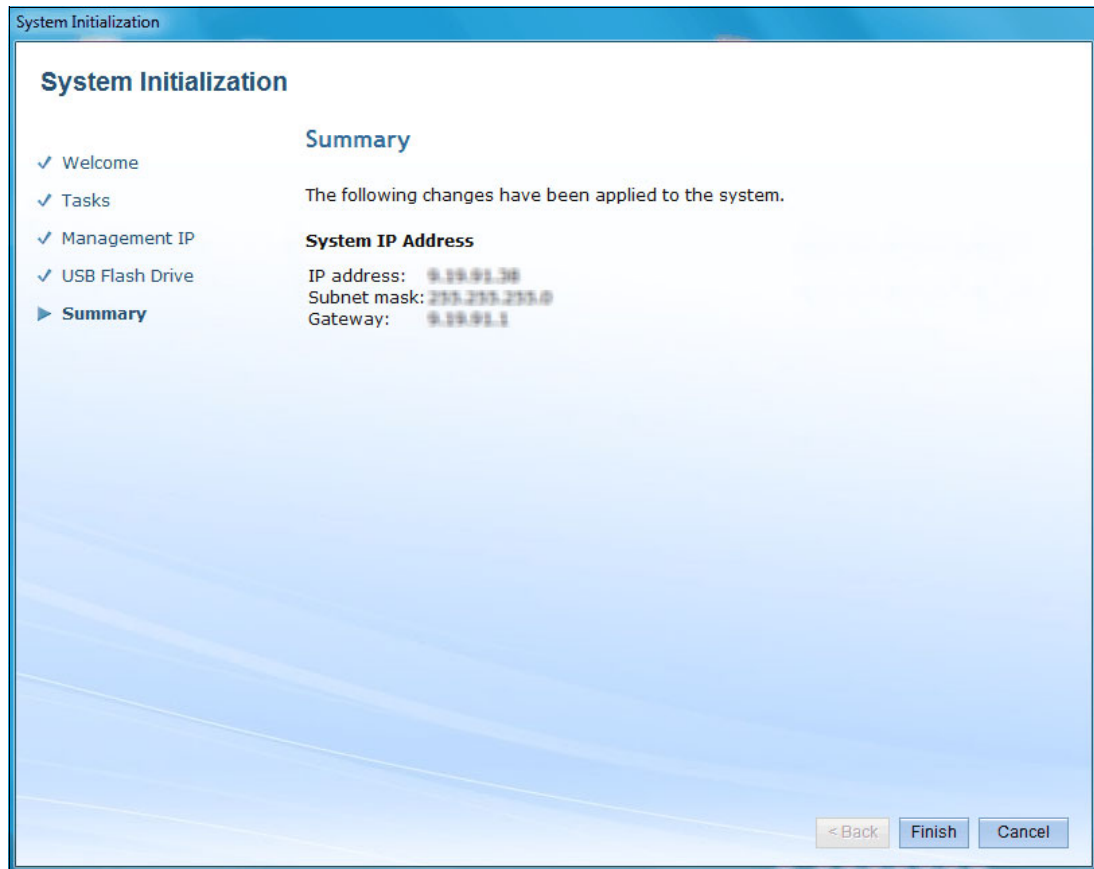 System Initialization
System Initialization
✓ Welcome
✓ Tasks
✓ Management IP
✓ USB Flash Drive
▶ Summary
Summary
The following changes have been applied to the system.
System IP Address
IP address:
Subnet mask:
Gateway:
< Back Finish Cancel